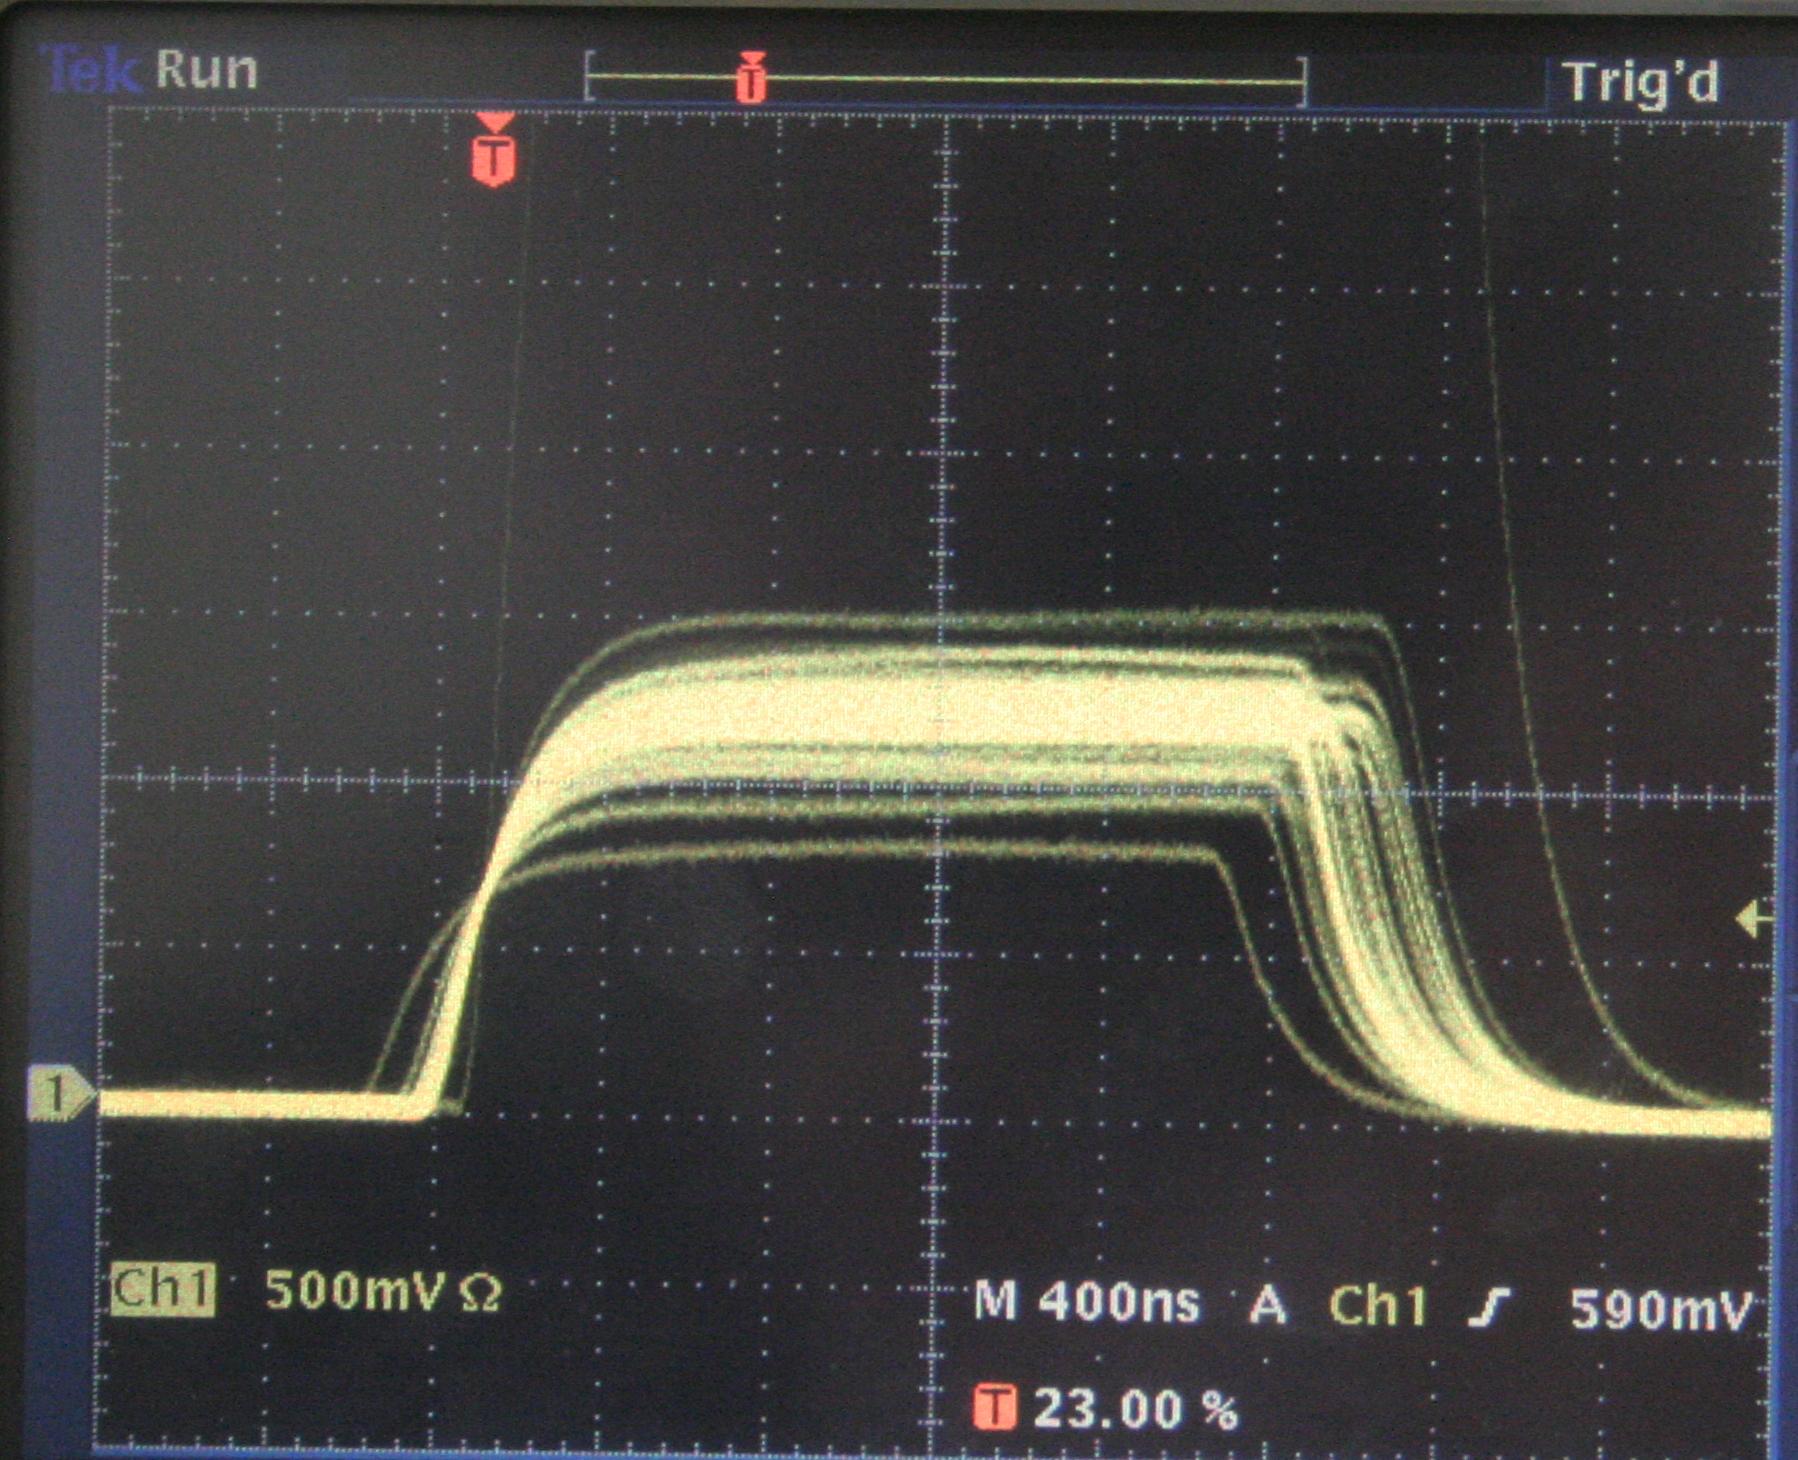 Tek Run
T
Trig'd
T
1
Ch1 500mV Ω
M 400ns A Ch1 590mV
T 23.00 %